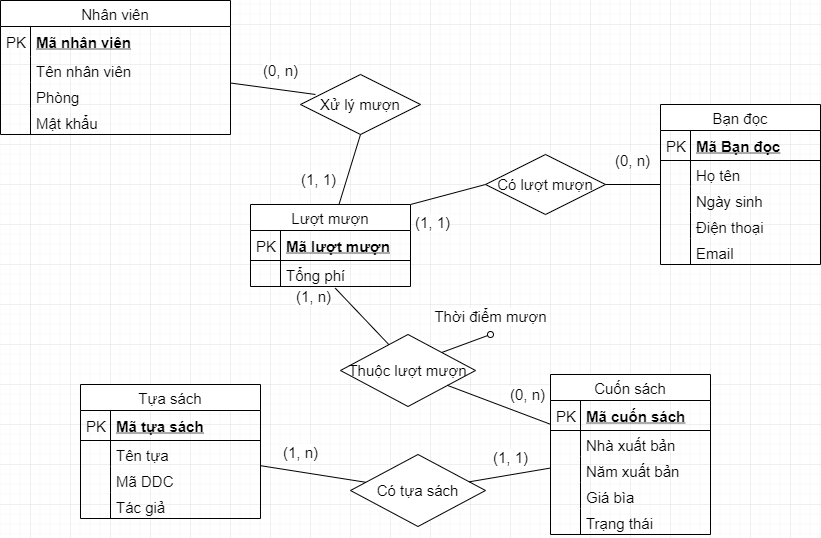 Nhân viên
PK Mã nhân viên
Tên nhân viên
Phòng
Mật khẩu
(0, n)
Xử lý mượn
(1, 1)
Bạn đọc
PK Mã Bạn đọc
Họ tên
Ngày sinh
Điện thoại
Email
(0, n)
Có lượt mượn
(1, 1)
Lượt mượn
PK Mã lượt mượn
Tổng phí
(1, n)
Thời điểm mượn
Thuộc lượt mượn
(0, n)
Tựa sách
PK Mã tựa sách
Tên tựa
Mã DDC
Tác giả
(1, n)
Có tựa sách
(1, 1)
Cuốn sách
PK Mã cuốn sách
Nhà xuất bản
Năm xuất bản
Giá bìa
Trạng thái